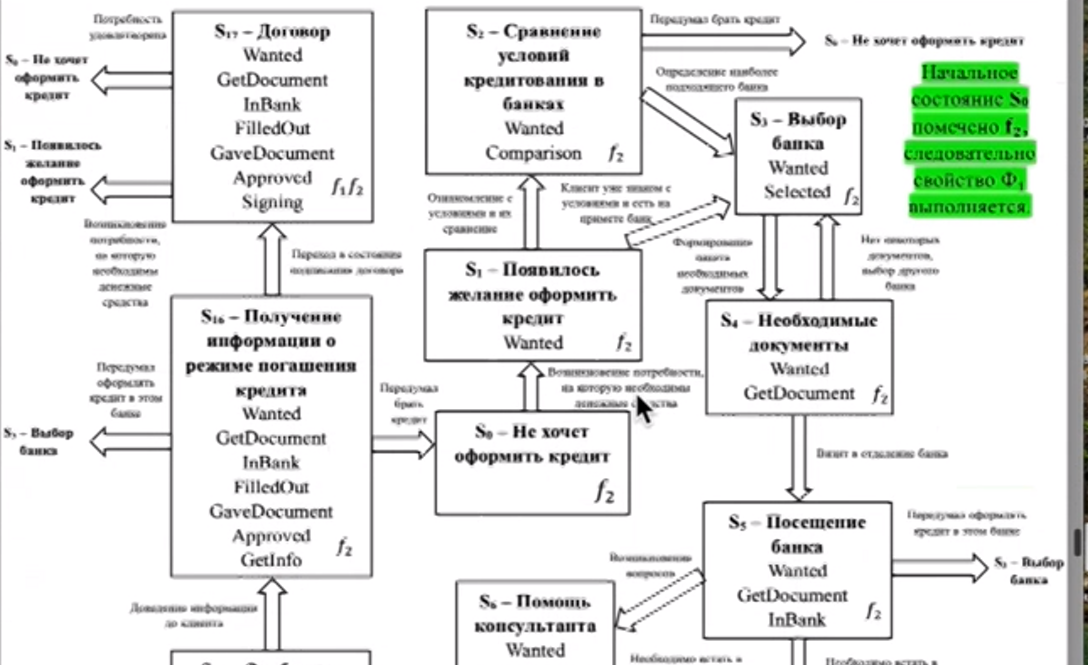 Потребность
удовлетворена
S₀ – Не хочет
оформить
кредит
S₁ – Появилось
желание
оформить
кредит
Возникновение
потребности,
на которую
необходимы
денежные
средства
S₁₇ – Договор
Wanted
GetDocument
InBank
FilledOut
GaveDocument
Approved
Signing
f₁f₂
Переход в состояние
подписания договора
S₁₆ – Получение
информации о
режиме погашения
кредита
Wanted
GetDocument
InBank
FilledOut
GaveDocument
Approved
GetInfo
f₂
Передумал
оформлять
кредит в этом
банке
S₃ – Выбор
банка
Доведение информации
до клиента
Передумал
брать
кредит
S₂ – Сравнение
условий
кредитования в
банках
Wanted
Comparison
f₂
Передумал брать кредит
S₀ – Не хочет оформить кредит
Определение наиболее
подходящего банка
Ознакомление с
условиями и их
сравнение
Клиент уже знаком с
условиями и есть на
примете банк
S₁ – Появилось
желание оформить
кредит
Wanted
f₂
Возникновение потребности,
на которую необходимы
денежные
S₀ – Не хочет
оформить кредит
f₂
S₃ – Выбор
банка
Wanted
Selected
f₂
Формирование
пакета
необходимых
документов
Нет некоторых
документов,
выбор другого
банка
S₄ – Необходимые
документы
Wanted
GetDocument
f₂
Визит в отделение банка
S₅ – Посещение
банка
Wanted
GetDocument
InBank
f₂
Передумал оформлять
кредит в этом банке
S₃ – Выбор
банка
Возникновение
вопросов
S₆ – Помощь
консультанта
Wanted
Необходимо встать в
Необходимо встать в
Начальное
состояние S₀
помечено f₂,
следовательно
свойство Ф₁
выполняется.